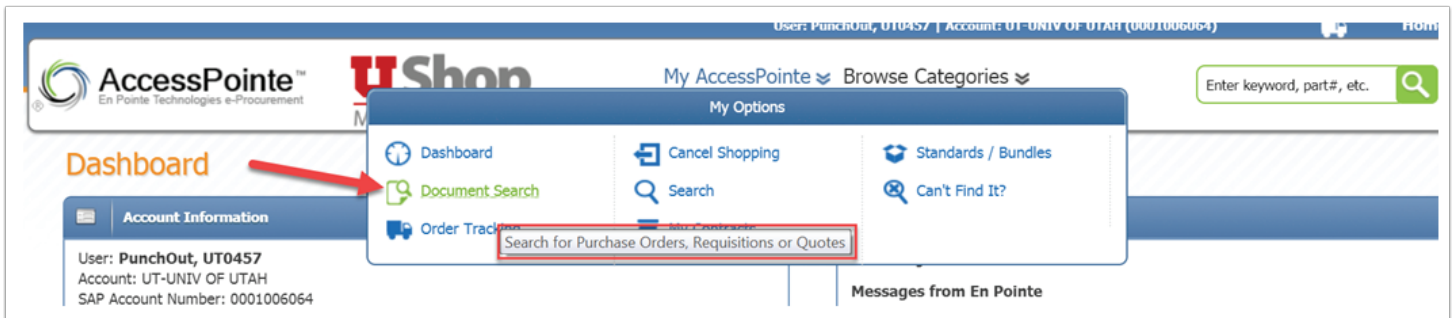 User: PunchOut, UT0457 | Account: UT-UNIV OF UTAH (0001006064)
AccessPointe™
En Pointe Technologies e-Procurement
®
UShop
My AccessPointe
Browse Categories
Enter keyword, part#, etc.
My Options
Dashboard
Cancel Shopping
Standards / Bundles
Document Search
Search
Can't Find It?
Order Tracking
My Contracts
Search for Purchase Orders, Requisitions or Quotes
Dashboard
Account Information
User: PunchOut, UT0457
Account: UT-UNIV OF UTAH
SAP Account Number: 0001006064
Messages from En Pointe